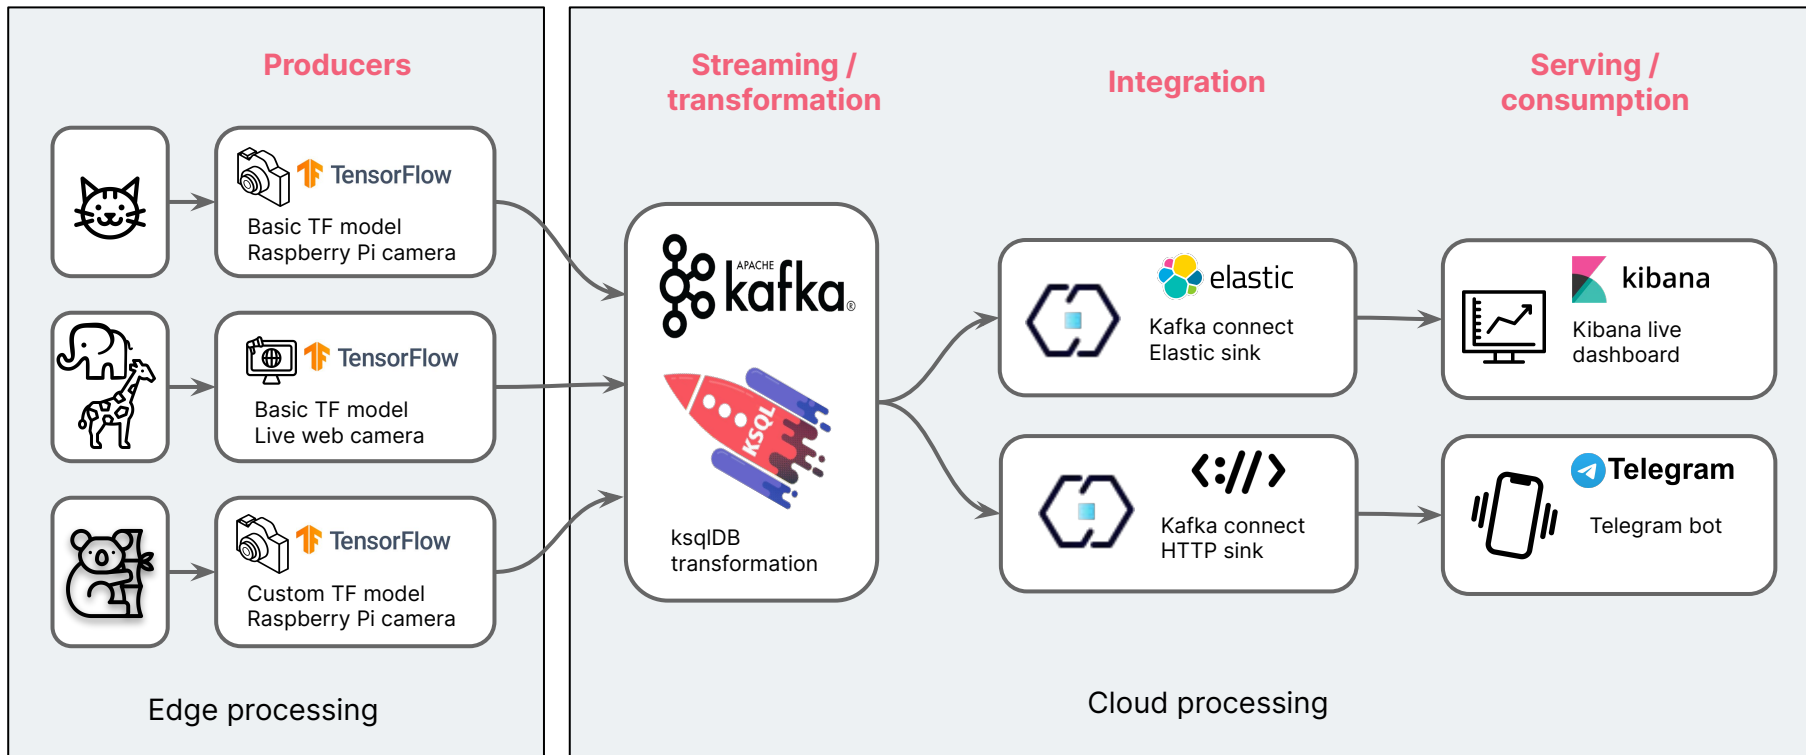 Producers
TensorFlow
Basic TF model
Raspberry Pi camera
TensorFlow
Basic TF model
Live web camera
TensorFlow
Custom TF model
Raspberry Pi camera
Edge processing
Streaming /
transformation
APACHE
kafka®
KSQL
ksqlDB
transformation
Integration
elastic
Kafka connect
Elastic sink
<://>
Kafka connect
HTTP sink
Serving /
consumption
kibana
Kibana live
dashboard
Telegram
Telegram bot
Cloud processing